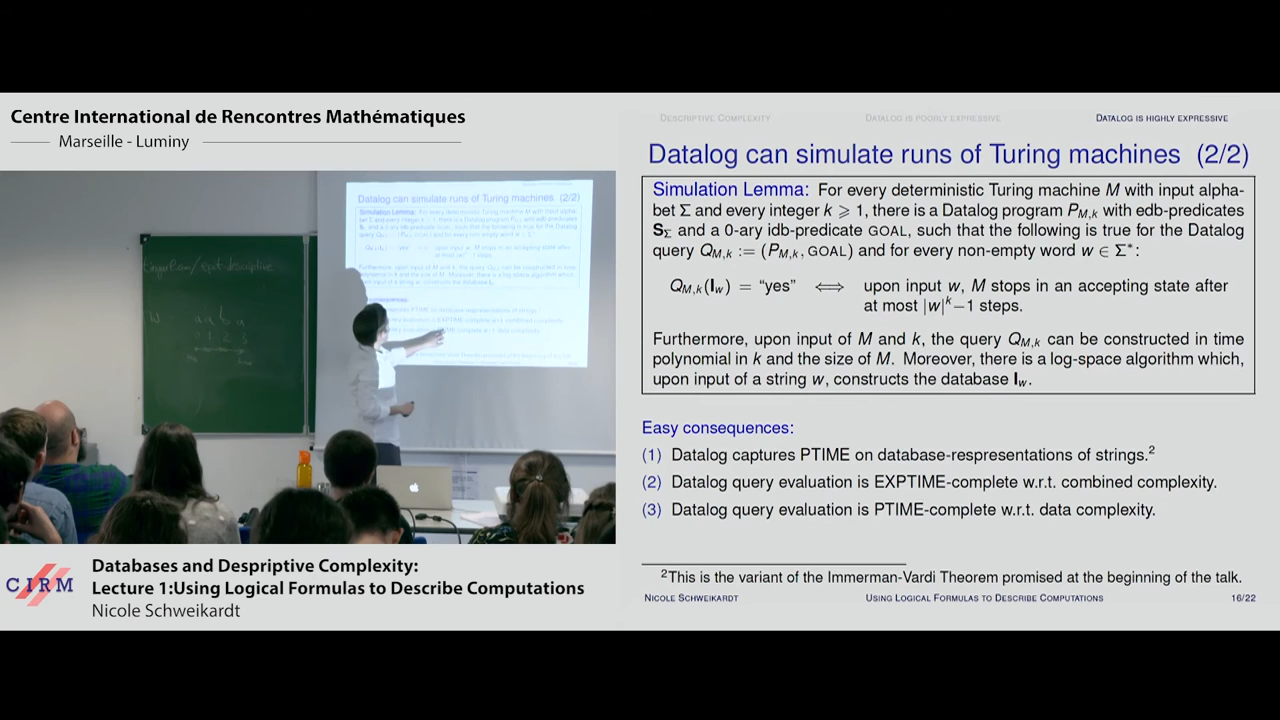 Centre International de Rencontres Mathématiques
Marseille - Luminy
Datalog can simulate runs of Turing machines (2/2)
CIRM
Databases and Despriptive Complexity:
Lecture 1:Using Logical Formulas to Describe Computations
Nicole Schweikardt
DESCRIPTIVE COMPLEXITY DATALOG IS POORLY EXPRESSIVE DATALOG IS HIGHLY EXPRESSIVE
Datalog can simulate runs of Turing machines (2/2)
Simulation Lemma: For every deterministic Turing machine M with input alpha-
bet Σ and every integer k ⩾ 1, there is a Datalog program P_{M,k} with edb-predicates
S_Σ and a 0-ary idb-predicate GOAL, such that the following is true for the Datalog
query Q_{M,k} := (P_{M,k}, GOAL) and for every non-empty word w ∈ Σ*:
Q_{M,k}(I_w) = “yes” ⟺ upon input w, M stops in an accepting state after
at most |w|^k−1 steps.
Furthermore, upon input of M and k, the query Q_{M,k} can be constructed in time
polynomial in k and the size of M. Moreover, there is a log-space algorithm which,
upon input of a string w, constructs the database I_w.
Easy consequences:
(1) Datalog captures PTIME on database-respresentations of strings.²
(2) Datalog query evaluation is EXPTIME-complete w.r.t. combined complexity.
(3) Datalog query evaluation is PTIME-complete w.r.t. data complexity.
²This is the variant of the Immerman-Vardi Theorem promised at the beginning of the talk.
NICOLE SCHWEIKARDT USING LOGICAL FORMULAS TO DESCRIBE COMPUTATIONS 16/22